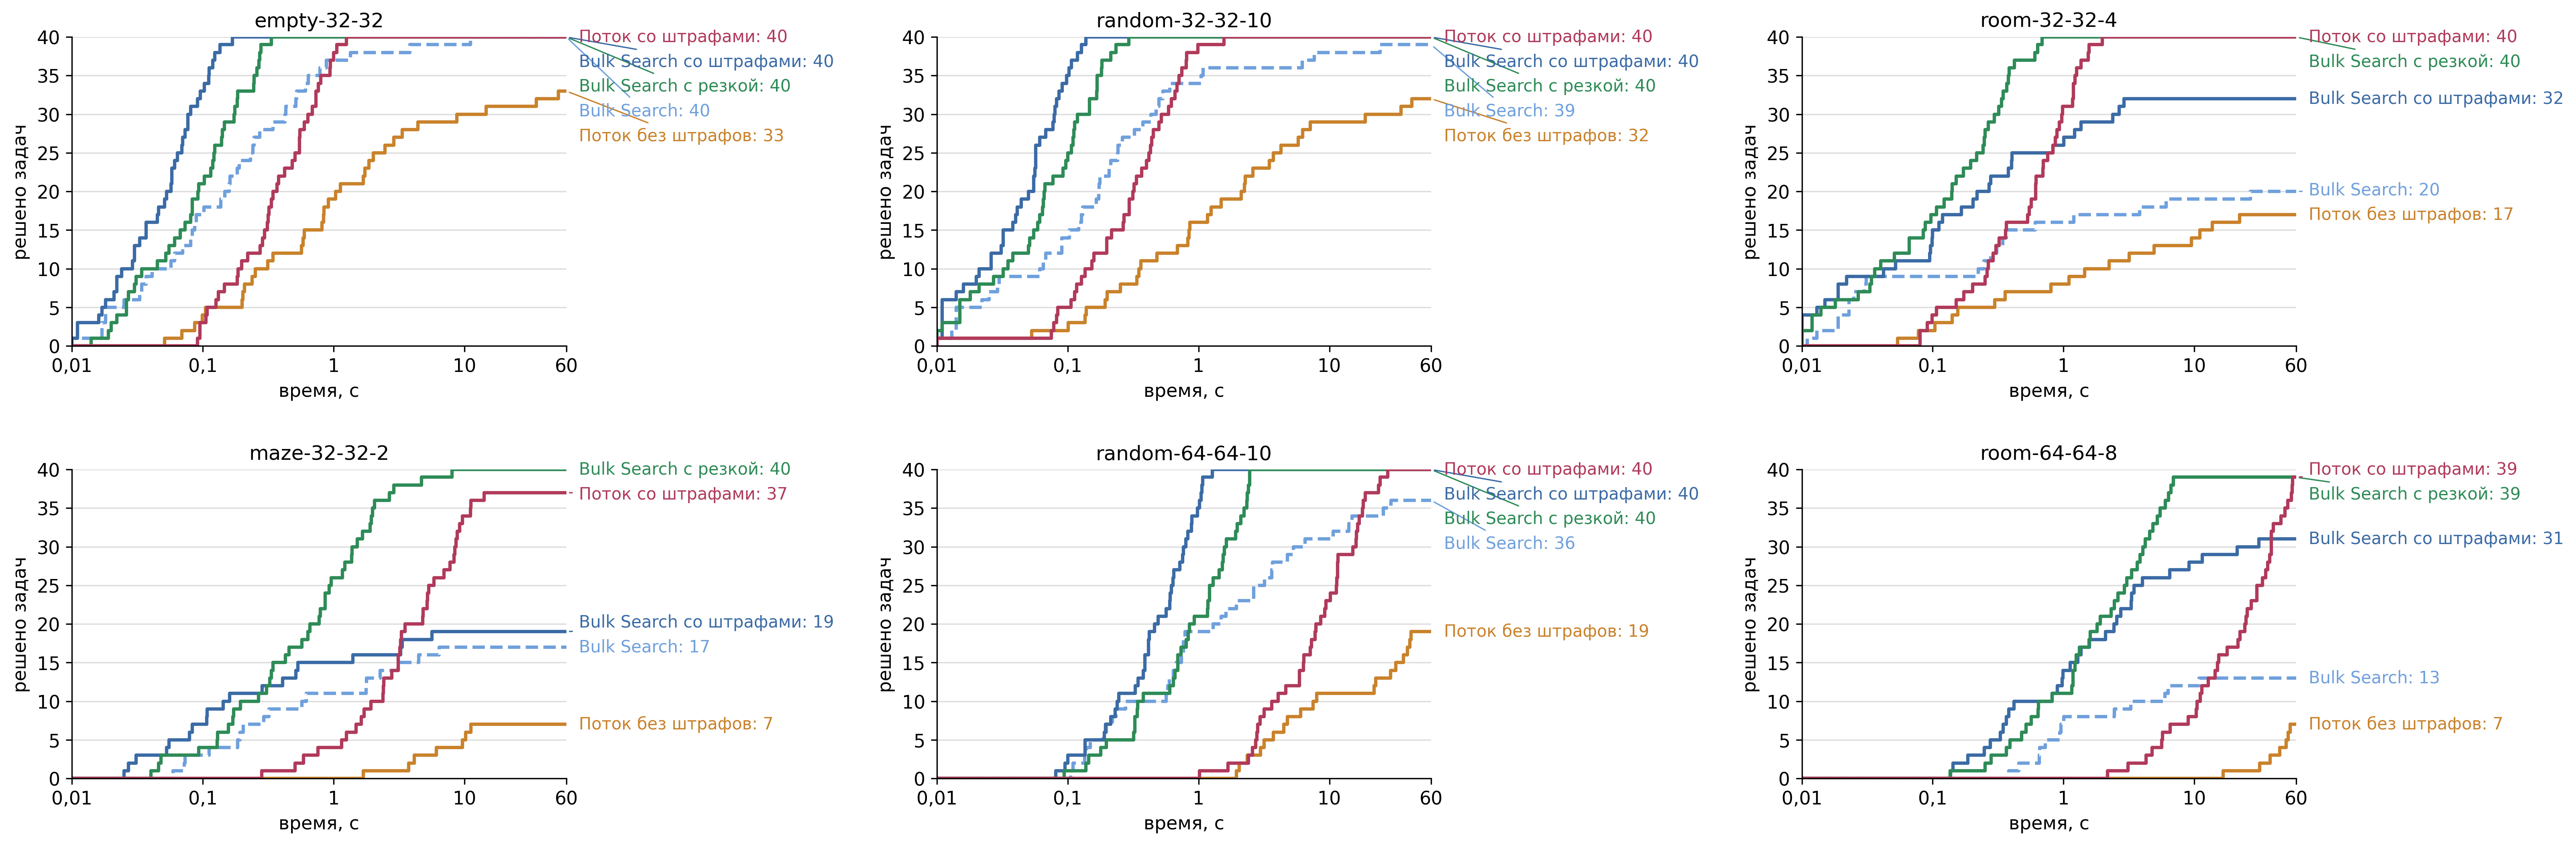 empty-32-32
решено задач
40
35
30
25
20
15
10
5
0
0,01 0,1 1 10 60
время, с
Поток со штрафами: 40
Bulk Search со штрафами: 40
Bulk Search с резкой: 40
Bulk Search: 40
Поток без штрафов: 33
random-32-32-10
решено задач
40
35
30
25
20
15
10
5
0
0,01 0,1 1 10 60
время, с
Поток со штрафами: 40
Bulk Search со штрафами: 40
Bulk Search с резкой: 40
Bulk Search: 39
Поток без штрафов: 32
room-32-32-4
решено задач
40
35
30
25
20
15
10
5
0
0,01 0,1 1 10 60
время, с
Поток со штрафами: 40
Bulk Search с резкой: 40
Bulk Search со штрафами: 32
Bulk Search: 20
Поток без штрафов: 17
maze-32-32-2
решено задач
40
35
30
25
20
15
10
5
0
0,01 0,1 1 10 60
время, с
Bulk Search с резкой: 40
Поток со штрафами: 37
Bulk Search со штрафами: 19
Bulk Search: 17
Поток без штрафов: 7
random-64-64-10
решено задач
40
35
30
25
20
15
10
5
0
0,01 0,1 1 10 60
время, с
Поток со штрафами: 40
Bulk Search со штрафами: 40
Bulk Search с резкой: 40
Bulk Search: 36
Поток без штрафов: 19
room-64-64-8
решено задач
40
35
30
25
20
15
10
5
0
0,01 0,1 1 10 60
время, с
Поток со штрафами: 39
Bulk Search с резкой: 39
Bulk Search со штрафами: 31
Bulk Search: 13
Поток без штрафов: 7